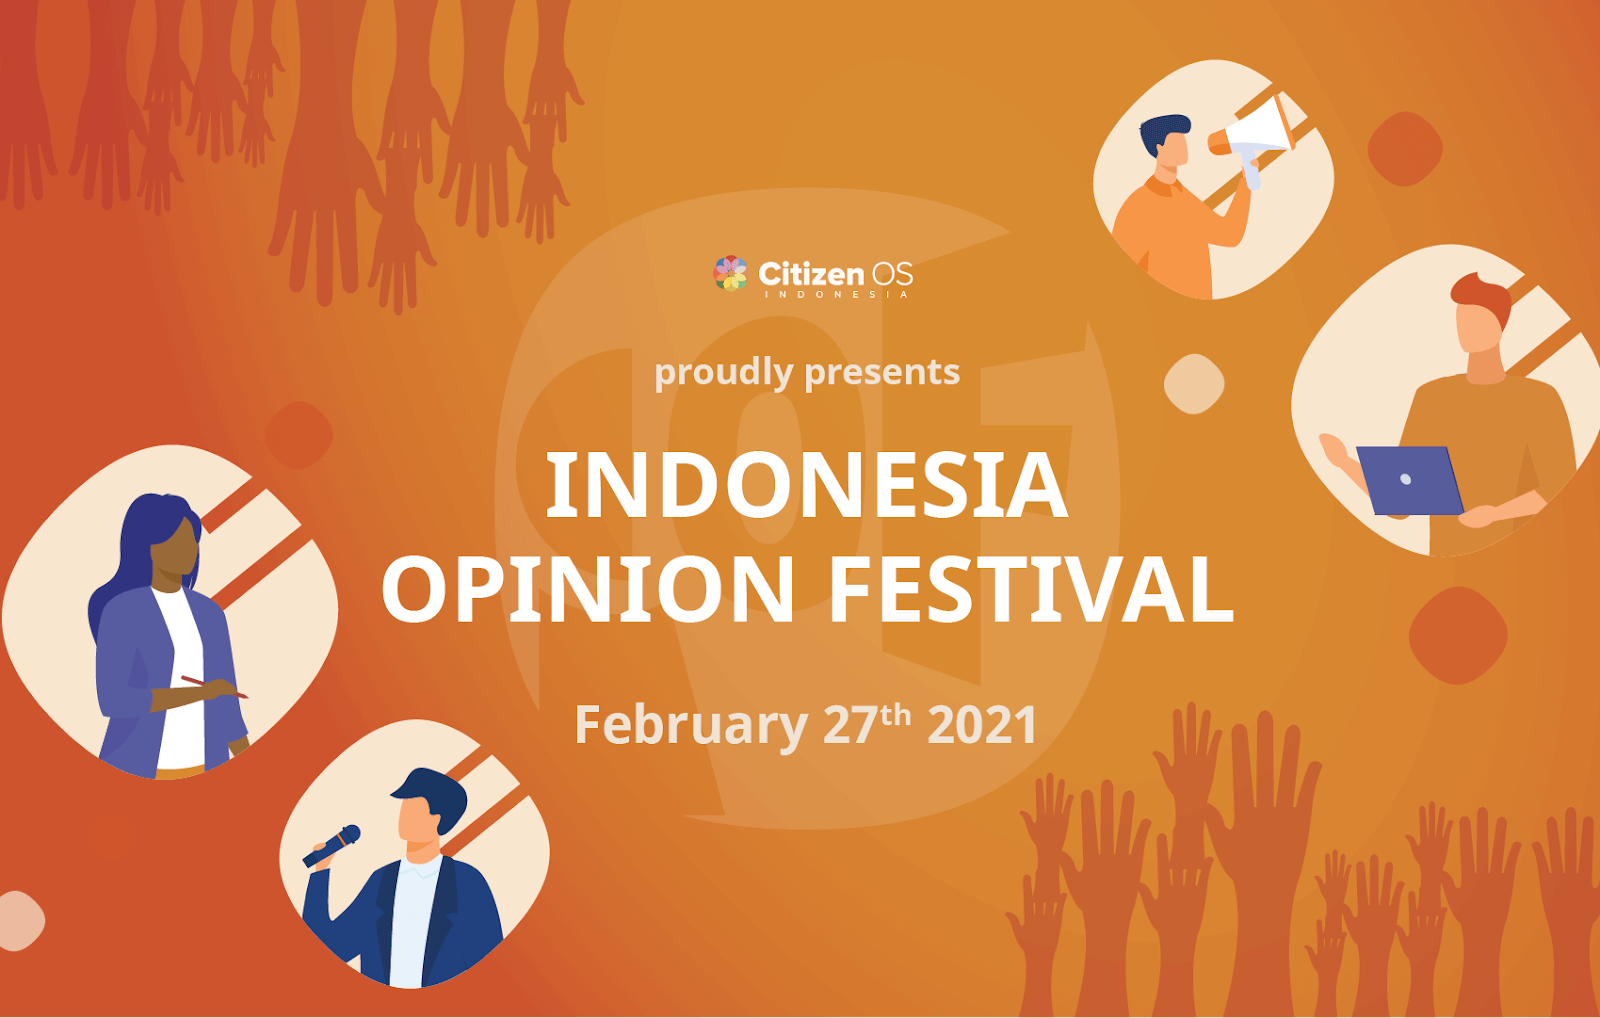 Citizen OS
INDONESIA
proudly presents
INDONESIA
OPINION FESTIVAL
February 27th 2021